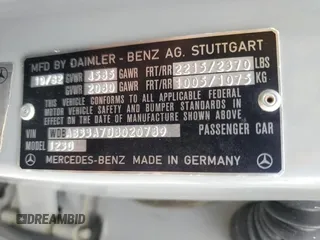 MFD BY DAIMLER - BENZ AG. STUTTGART
GVWR 4585 GAWR FRT/RR 2215/2370 LBS
GVWR 2080 GAWR FRT/RR 1005/1075 KG
THIS VEHICLE CONFORMS TO ALL APPLICABLE FEDERAL
MOTOR VEHICLE SAFETY AND BUMPER STANDARDS IN
EFFECT ON THE DATE OF MANUFACTURE SHOWN ABOVE
VIN
MODEL PASSENGER CAR
MERCEDES-BENZ MADE IN GERMANY
DREAMBID